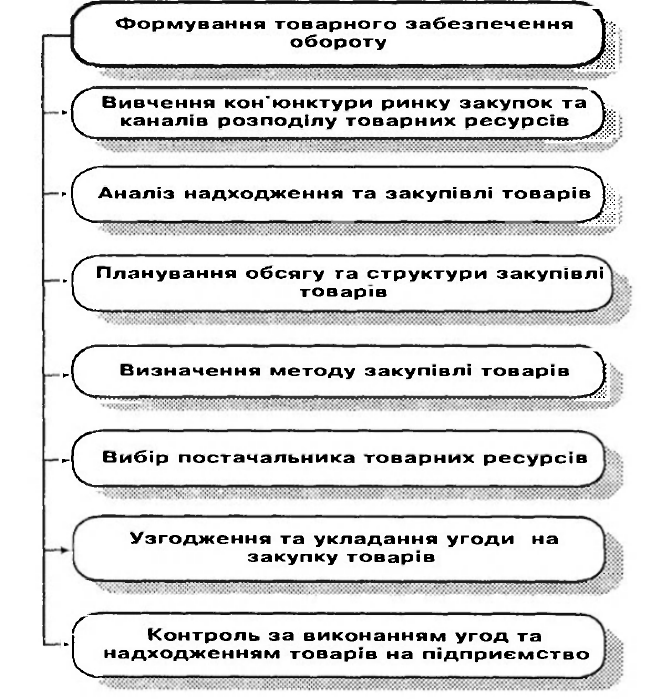 Формування товарного забезпечення
обороту
Вивчення кон'юнктури ринку закупок та
каналів розподілу товарних ресурсів
Аналіз надходження та закупівлі товарів
Планування обсягу та структури закупівлі
товарів
Визначення методу закупівлі товарів
Вибір постачальника товарних ресурсів
Узгодження та укладання угоди на
закупку товарів
Контроль за виконанням угод та
надходженням товарів на підприємство